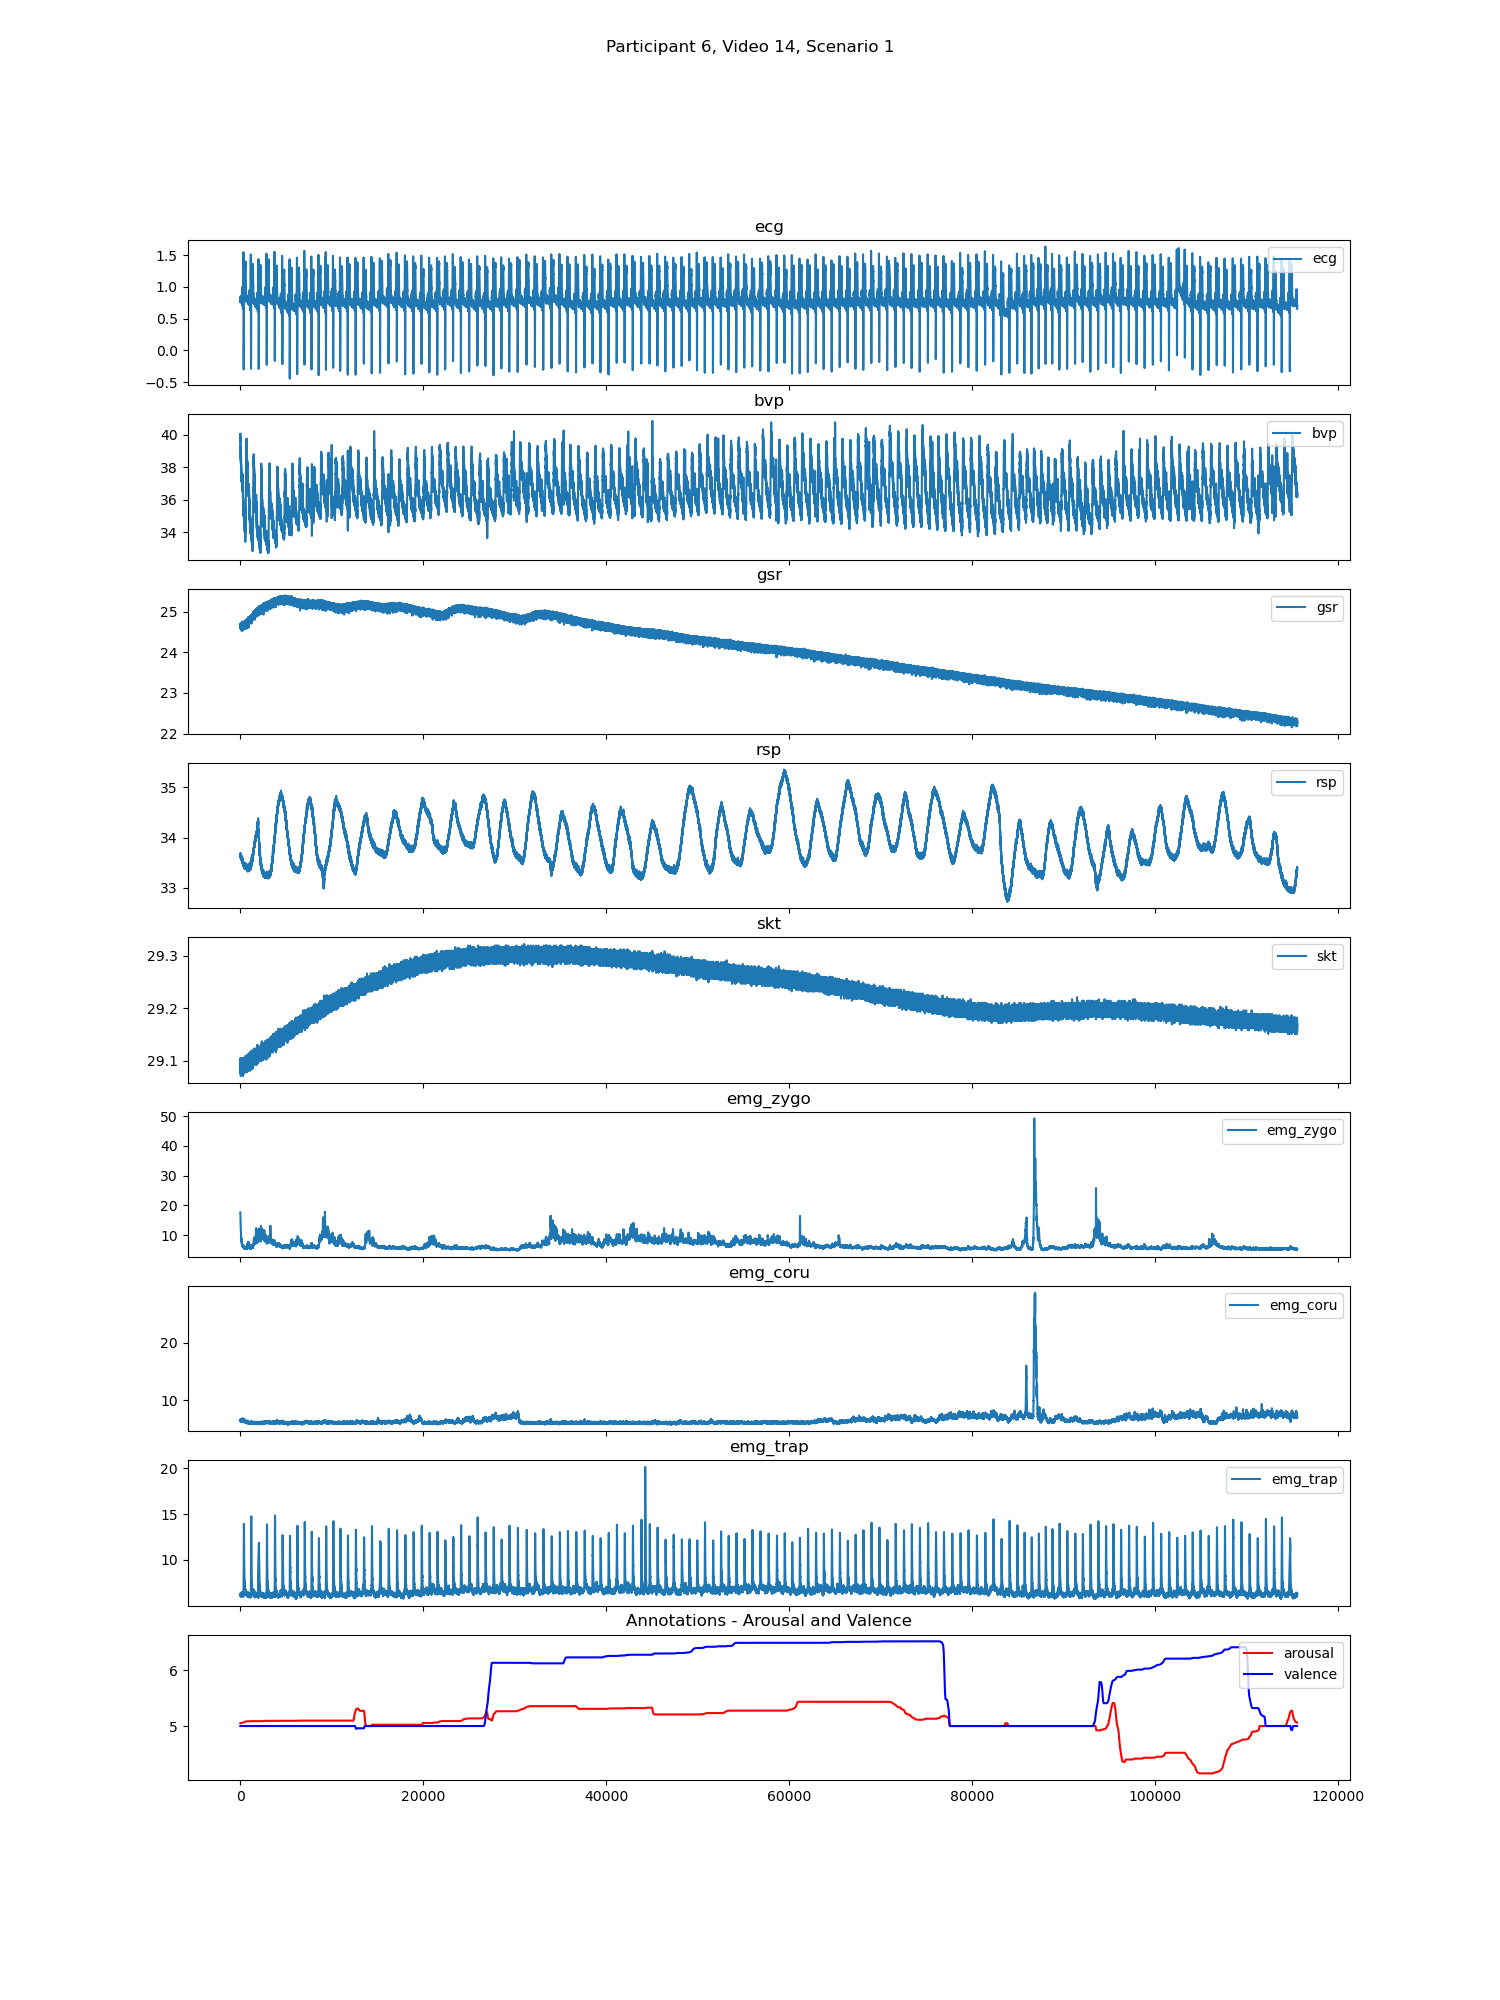 Participant 6, Video 14, Scenario 1
ecg
1.5
1.0
0.5
0.0
−0.5
ecg
bvp
40
38
36
34
bvp
gsr
25
24
23
22
gsr
rsp
35
34
33
rsp
skt
29.3
29.2
29.1
skt
emg_zygo
50
40
30
20
10
emg_zygo
emg_coru
20
10
emg_coru
emg_trap
20
15
10
emg_trap
Annotations - Arousal and Valence
6
5
arousal
valence
0 20000 40000 60000 80000 100000 120000